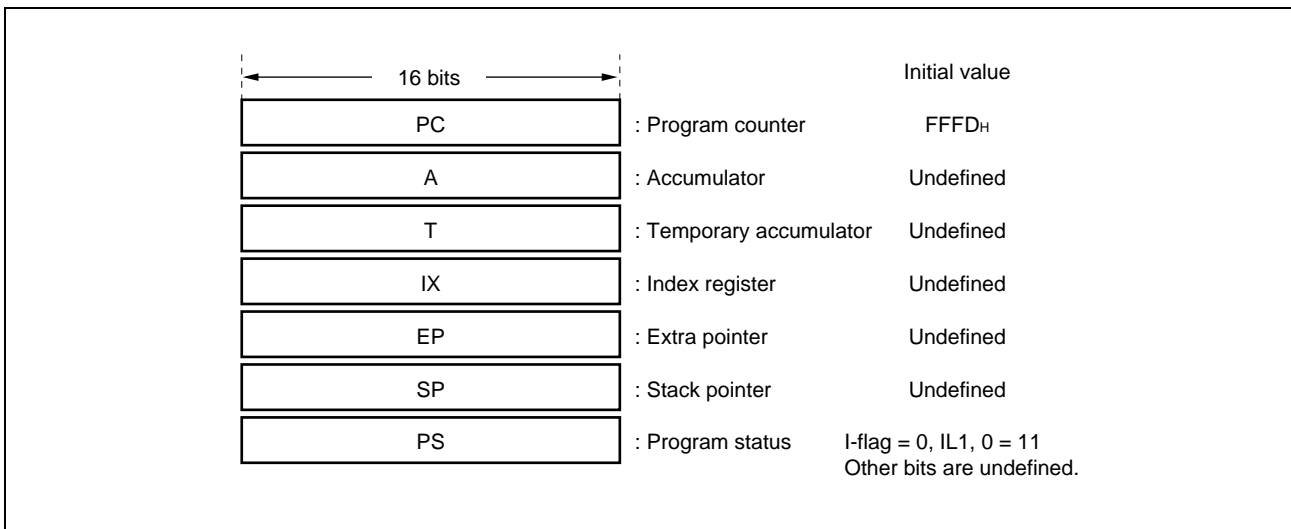 16 bits Initial value
PC : Program counter FFFDH
A : Accumulator Undefined
T : Temporary accumulator Undefined
IX : Index register Undefined
EP : Extra pointer Undefined
SP : Stack pointer Undefined
PS : Program status I-flag = 0, IL1, 0 = 11
Other bits are undefined.